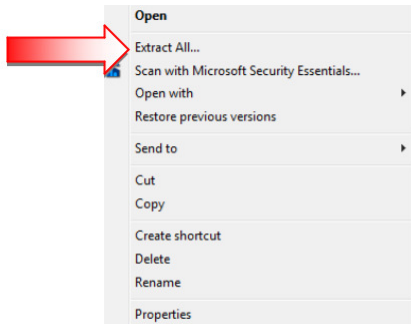 Open
Extract All...
Scan with Microsoft Security Essentials...
Open with
Restore previous versions
Send to
Cut
Copy
Create shortcut
Delete
Rename
Properties